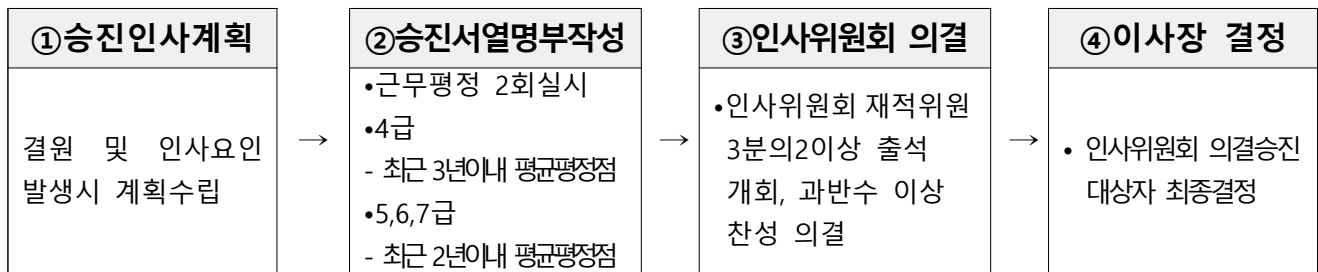 ①승진인사계획
결원 및 인사요인
발생시 계획수립
→
②승진서열명부작성
•근무평정 2회실시
•4급
- 최근 3년이내 평균평정점
•5,6,7급
- 최근 2년이내 평균평정점
→
③인사위원회 의결
•인사위원회 재적위원
3분의2이상 출석
개회, 과반수 이상
찬성 의결
→
④이사장 결정
• 인사위원회 의결승진
대상자 최종결정